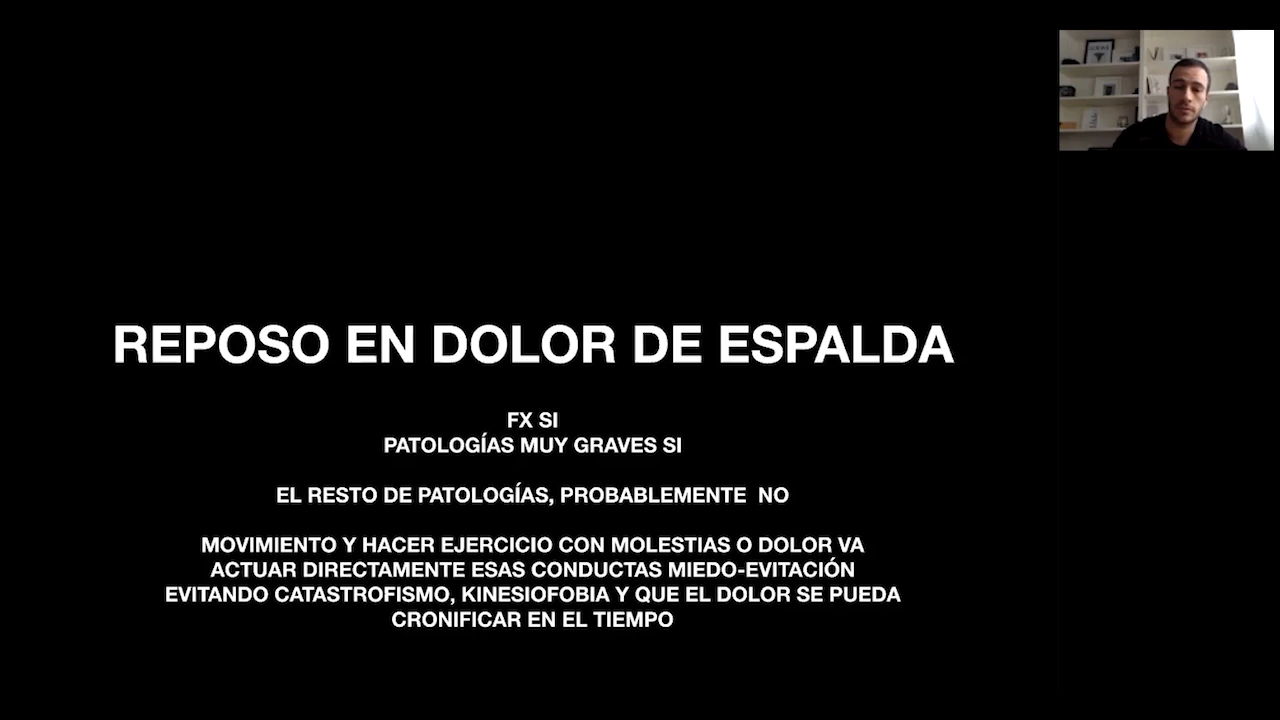 REPOSO EN DOLOR DE ESPALDA
FX SI
PATOLOGÍAS MUY GRAVES SI
EL RESTO DE PATOLOGÍAS, PROBABLEMENTE NO
MOVIMIENTO Y HACER EJERCICIO CON MOLESTIAS O DOLOR VA
ACTUAR DIRECTAMENTE ESAS CONDUCTAS MIEDO-EVITACIÓN
EVITANDO CATASTROFISMO, KINESIOFOBIA Y QUE EL DOLOR SE PUEDA
CRONIFICAR EN EL TIEMPO